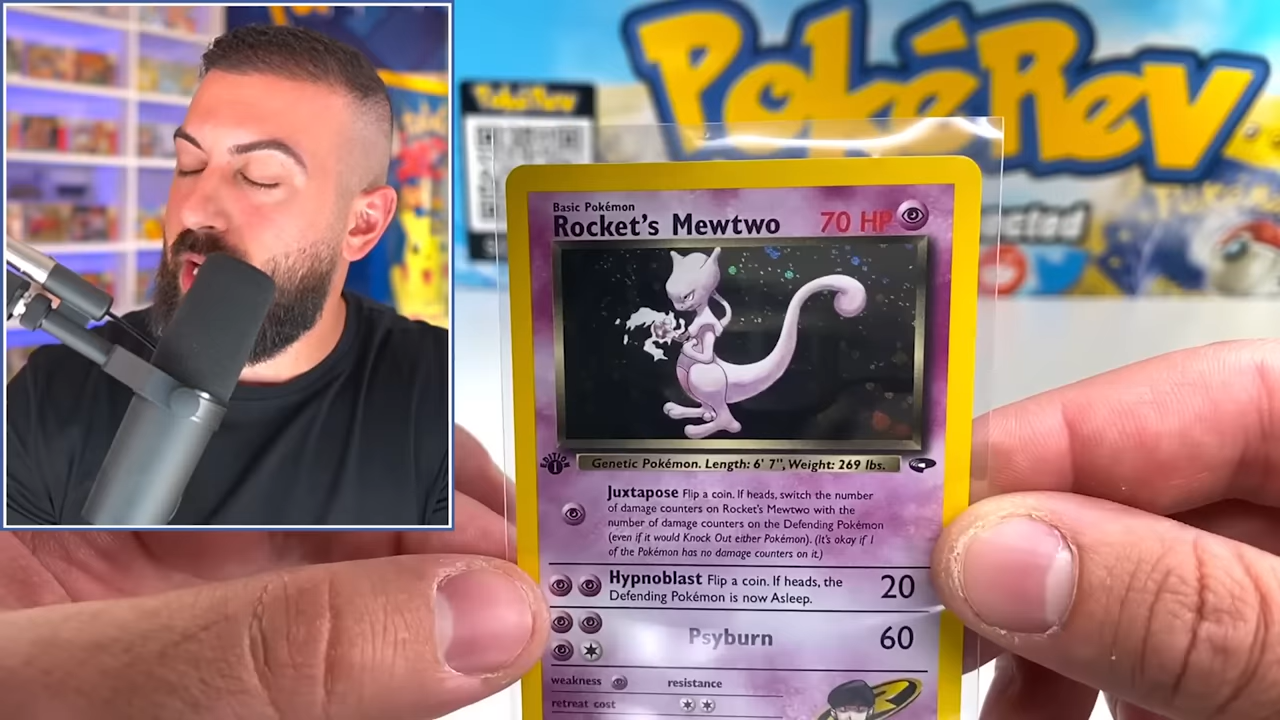 PokéRev
PokéRev
Basic Pokémon
Rocket's Mewtwo 70 HP
EDITION
1
Genetic Pokémon. Length: 6' 7", Weight: 269 lbs.
Juxtapose Flip a coin. If heads, switch the number
of damage counters on Rocket's Mewtwo with the
number of damage counters on the Defending Pokémon
(even if it would Knock Out either Pokémon). (It's okay if 1
of the Pokémon has no damage counters on it.)
Hypnoblast Flip a coin. If heads, the
Defending Pokémon is now Asleep.
20
Psyburn 60
weakness resistance
retreat cost